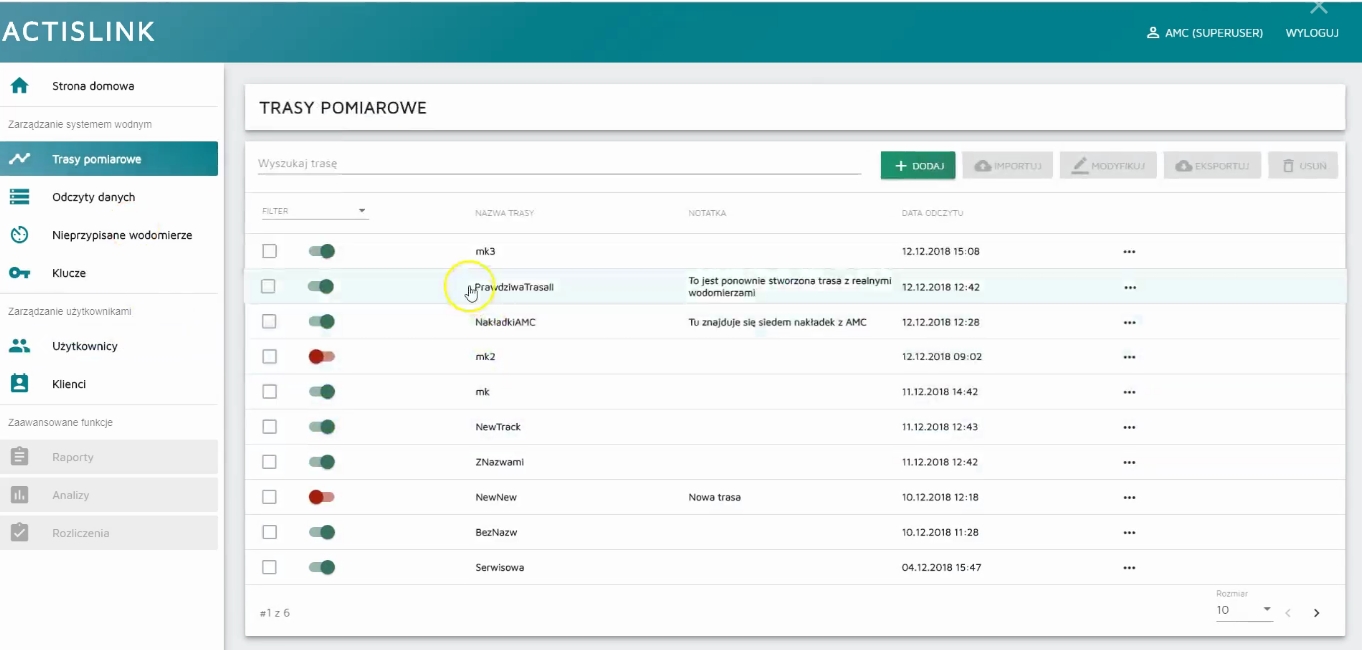 ACTISLINK
AMC (SUPERUSER) WYLOGUJ
Strona domowa
Zarządzanie systemem wodnym
Trasy pomiarowe
Odczyty danych
Nieprzypisane wodomierze
Klucze
Zarządzanie użytkownikami
Użytkownicy
Klienci
Zaawansowane funkcje
Raporty
Analizy
Rozliczenia
TRASY POMIAROWE
Wyszukaj trasę
DODAJ IMPORTUJ MODYFIKUJ EKSPORTUJ USUŃ
FILTER NAZWA TRASY NOTATKA DATA ODCZYTU
mk3 12.12.2018 15:08
PrawdziwaTrasaII To jest ponownie stworzona trasa z realnymi 12.12.2018 12:42
wodomierzami
NakładkiAMC Tu znajduje się siedem nakładek z AMC 12.12.2018 12:28
mk2 12.12.2018 09:02
mk 11.12.2018 14:42
NewTrack 11.12.2018 12:43
ZNazwami 11.12.2018 12:42
NewNew Nowa trasa 10.12.2018 12:18
BezNazw 10.12.2018 11:28
Serwisowa 04.12.2018 15:47
#1 z 6
Rozmiar
10